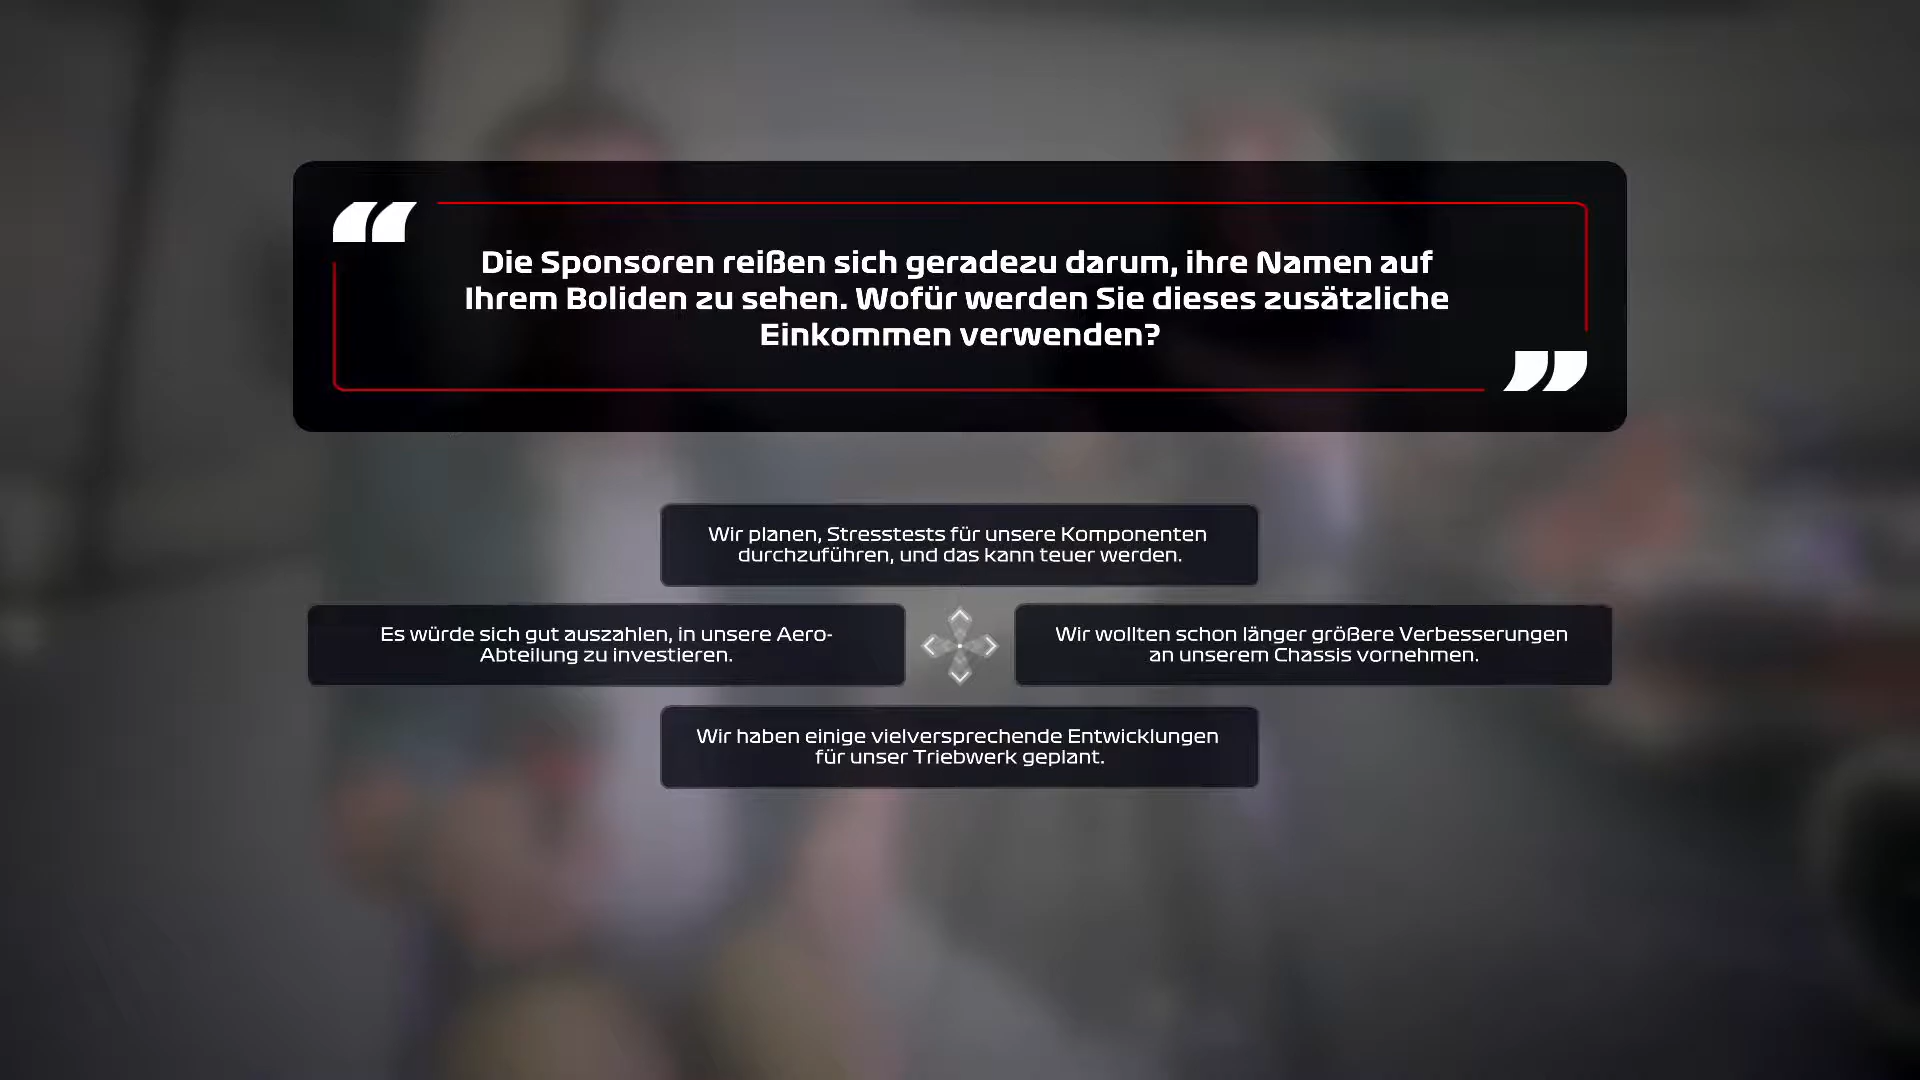 Die Sponsoren reißen sich geradezu darum, ihre Namen auf
Ihrem Boliden zu sehen. Wofür werden Sie dieses zusätzliche
Einkommen verwenden?
Wir planen, Stresstests für unsere Komponenten
durchzuführen, und das kann teuer werden.
Es würde sich gut auszahlen, in unsere Aero-
Abteilung zu investieren.
Wir wollten schon länger größere Verbesserungen
an unserem Chassis vornehmen.
Wir haben einige vielversprechende Entwicklungen
für unser Triebwerk geplant.